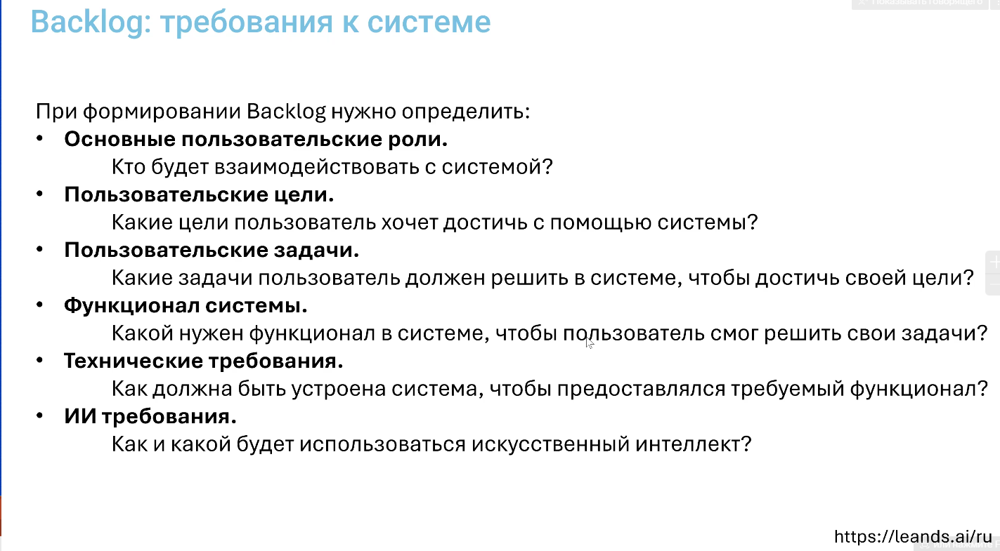 Показывать говорящего
Backlog: требования к системе
При формировании Backlog нужно определить:
• Основные пользовательские роли.
Кто будет взаимодействовать с системой?
• Пользовательские цели.
Какие цели пользователь хочет достичь с помощью системы?
• Пользовательские задачи.
Какие задачи пользователь должен решить в системе, чтобы достичь своей цели?
• Функционал системы.
Какой нужен функционал в системе, чтобы пользователь смог решить свои задачи?
• Технические требования.
Как должна быть устроена система, чтобы предоставлялся требуемый функционал?
• ИИ требования.
Как и какой будет использоваться искусственный интеллект?
https://leands.ai/ru
или нажмите F